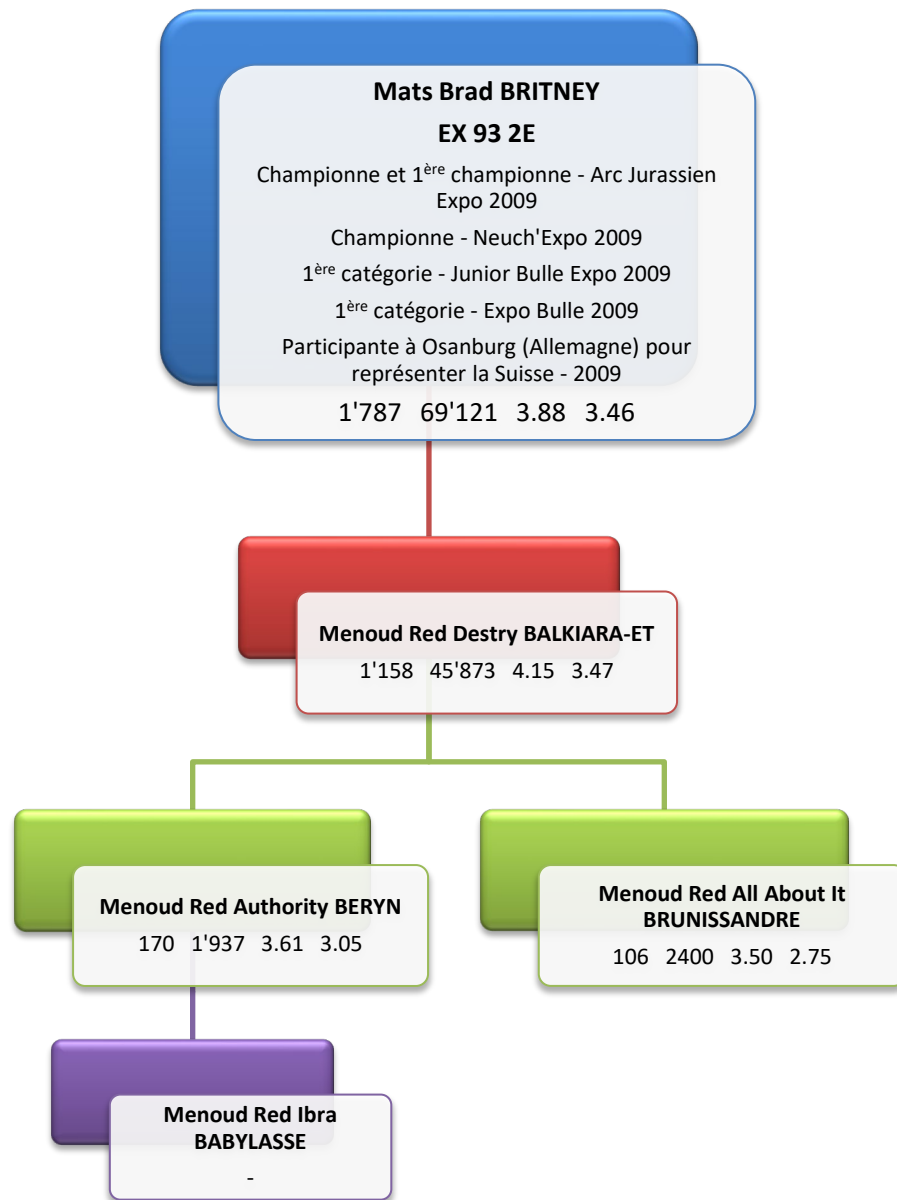 Mats Brad BRITNEY
EX 93 2E
Championne et 1ère championne - Arc Jurassien
Expo 2009
Championne - Neuch'Expo 2009
1ère catégorie - Junior Bulle Expo 2009
1ère catégorie - Expo Bulle 2009
Participante à Osanburg (Allemagne) pour
représenter la Suisse - 2009
1'787 69'121 3.88 3.46
Menoud Red Destry BALKIARA-ET
1'158 45'873 4.15 3.47
Menoud Red Authority BERYN
170 1'937 3.61 3.05
Menoud Red All About It
BRUNISSANDRE
106 2400 3.50 2.75
Menoud Red Ibra
BABYLASSE
-